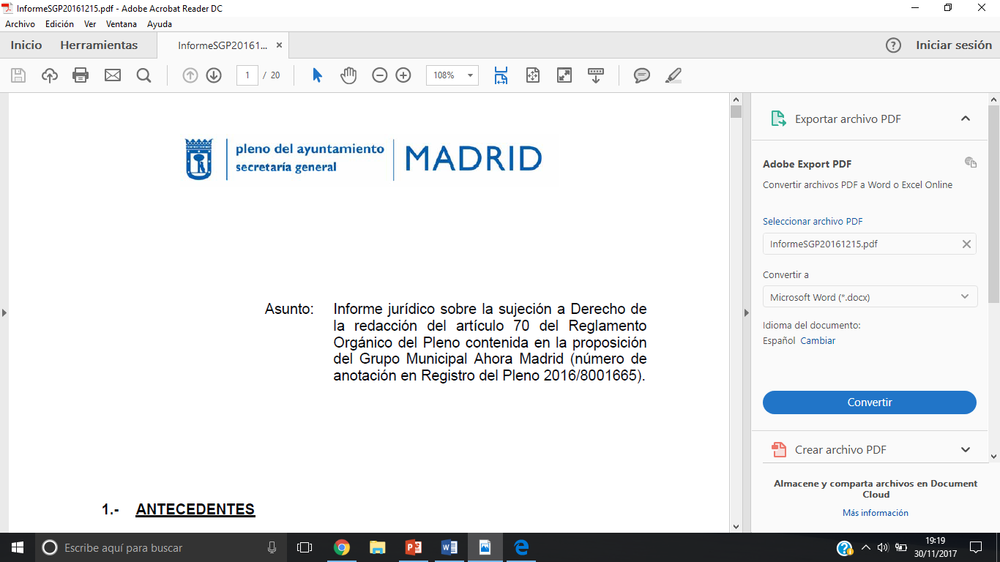 InformeSGP20161215.pdf - Adobe Acrobat Reader DC
Archivo Edición Ver Ventana Ayuda
Inicio Herramientas InformeSGP20161... × ? Iniciar sesión
1 / 20 108%
pleno del ayuntamiento
secretaría general
MADRID
Asunto: Informe jurídico sobre la sujeción a Derecho de
la redacción del artículo 70 del Reglamento
Orgánico del Pleno contenida en la proposición
del Grupo Municipal Ahora Madrid (número de
anotación en Registro del Pleno 2016/8001665).
1.- ANTECEDENTES
Exportar archivo PDF
Adobe Export PDF
Convertir archivos PDF a Word o Excel Online
Seleccionar archivo PDF
InformeSGP20161215.pdf
Convertir a
Microsoft Word (*.docx)
Idioma del documento:
Español Cambiar
Convertir
Crear archivo PDF
Almacene y comparta archivos en Document
Cloud
Más información
Escribe aquí para buscar
19:19
30/11/2017